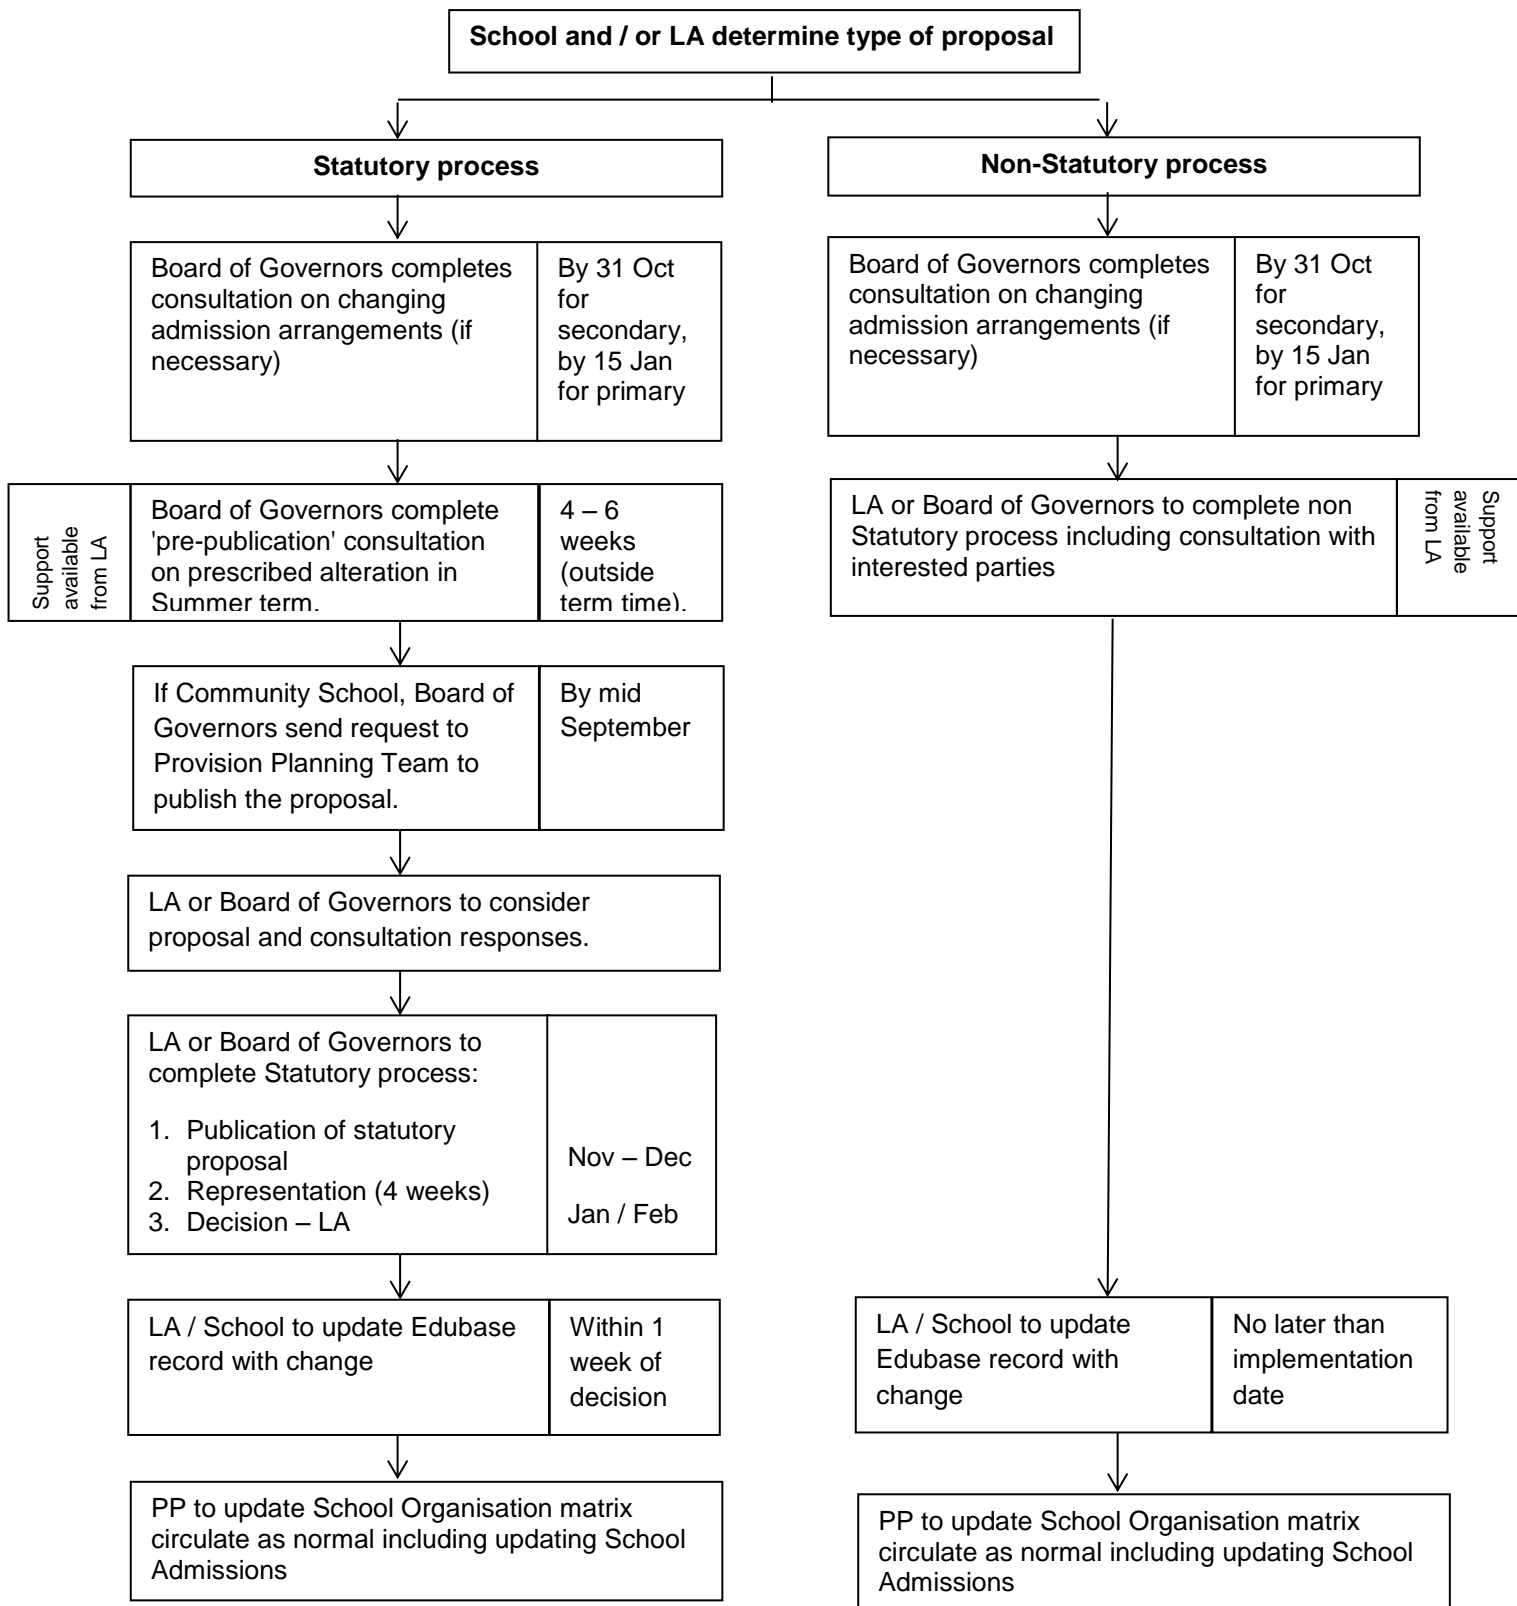 School and / or LA determine type of proposal
Statutory process
Non-Statutory process
Board of Governors completes
consultation on changing
admission arrangements (if
necessary)
By 31 Oct
for
secondary,
by 15 Jan
for primary
Board of Governors completes
consultation on changing
admission arrangements (if
necessary)
By 31 Oct
for
secondary,
by 15 Jan
for primary
Support
available
from LA
Board of Governors complete
'pre-publication' consultation
on prescribed alteration in
Summer term.
4 – 6
weeks
(outside
term time).
LA or Board of Governors to complete non
Statutory process including consultation with
interested parties
Support
available
from LA
If Community School, Board of
Governors send request to
Provision Planning Team to
publish the proposal.
By mid
September
LA or Board of Governors to consider
proposal and consultation responses.
LA or Board of Governors to
complete Statutory process:
1. Publication of statutory
proposal
2. Representation (4 weeks)
3. Decision – LA
Nov – Dec
Jan / Feb
LA / School to update Edubase
record with change
Within 1
week of
decision
LA / School to update
Edubase record with
change
No later than
implementation
date
PP to update School Organisation matrix
circulate as normal including updating School
Admissions
PP to update School Organisation matrix
circulate as normal including updating School
Admissions